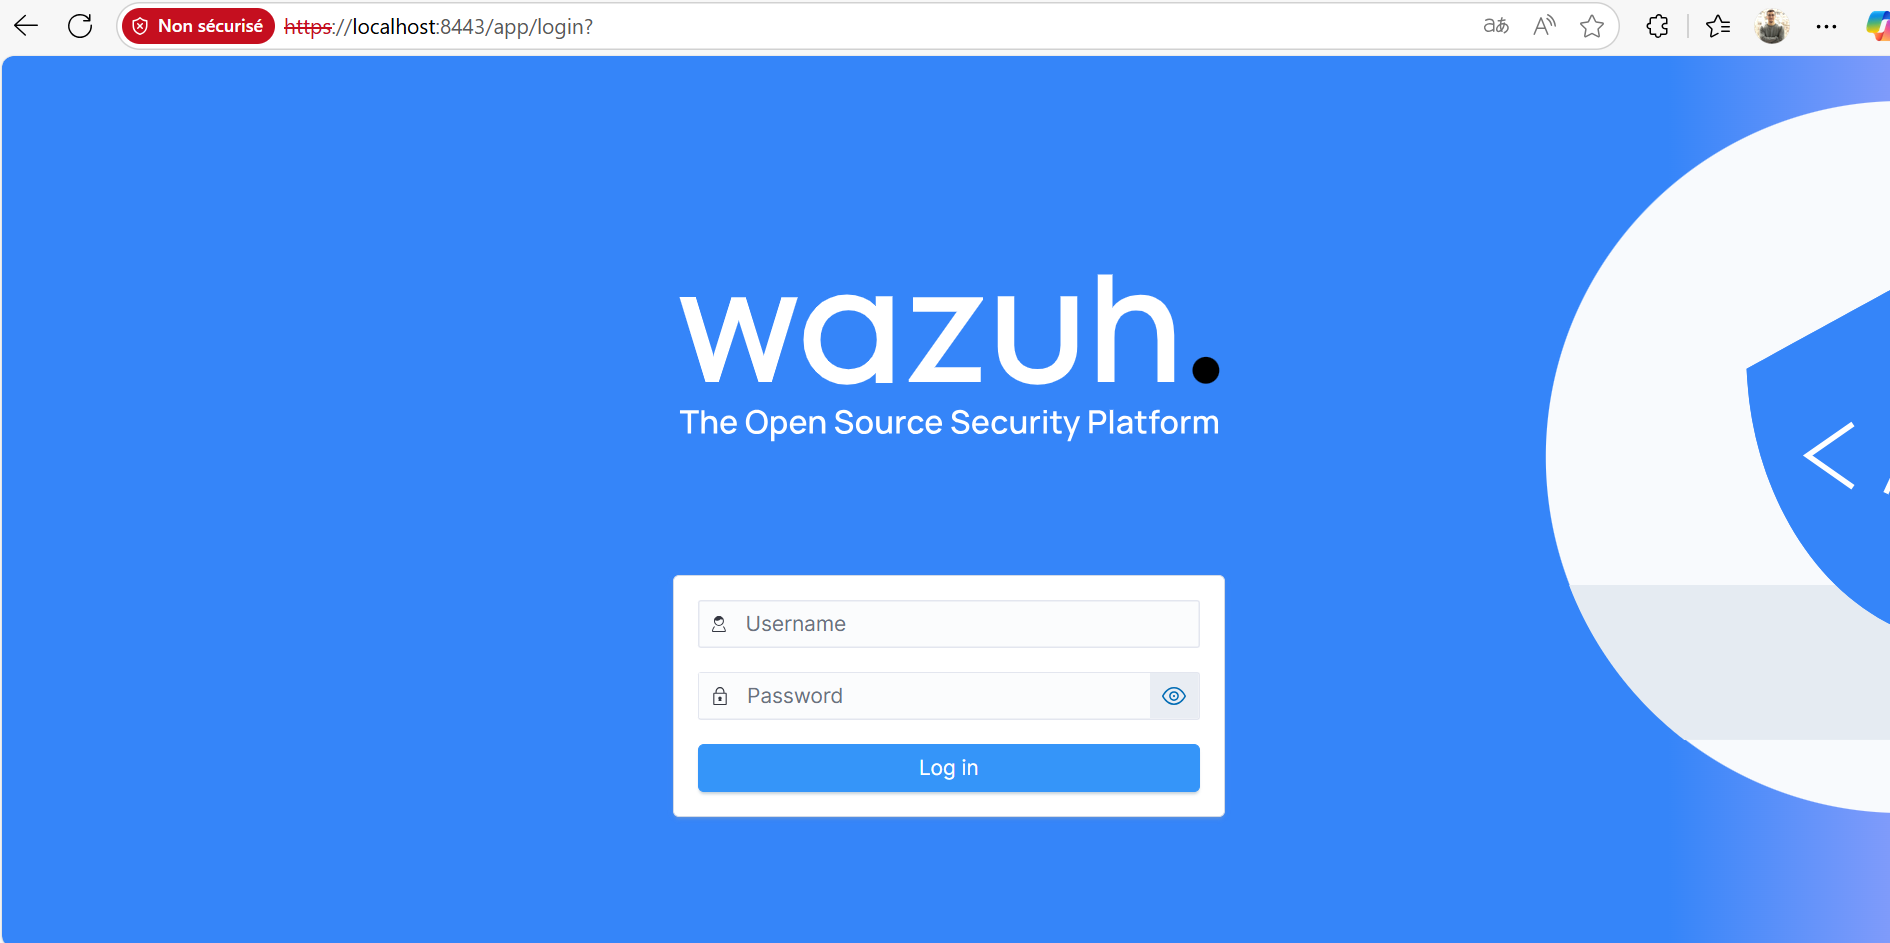 Non sécurisé https://localhost:8443/app/login?
wazuh.
The Open Source Security Platform
Username
Password
Log in